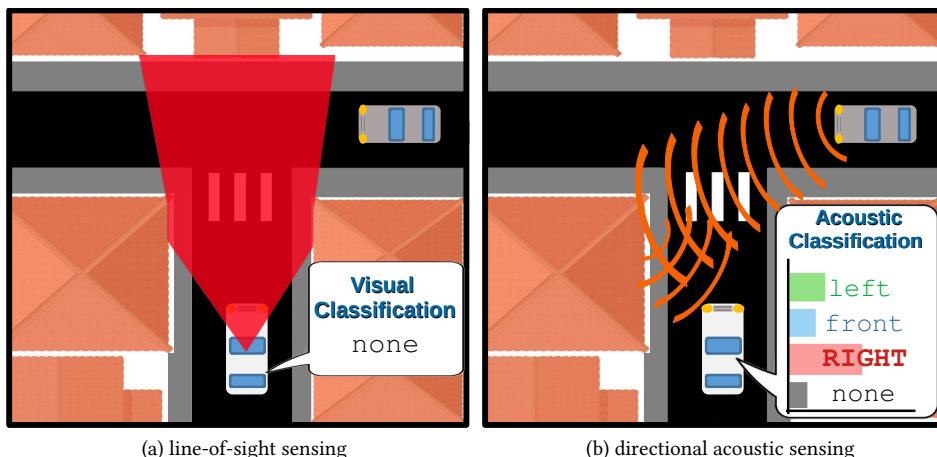 Visual
Classification
none
Acoustic
Classification
left
front
RIGHT
none
(a) line-of-sight sensing
(b) directional acoustic sensing